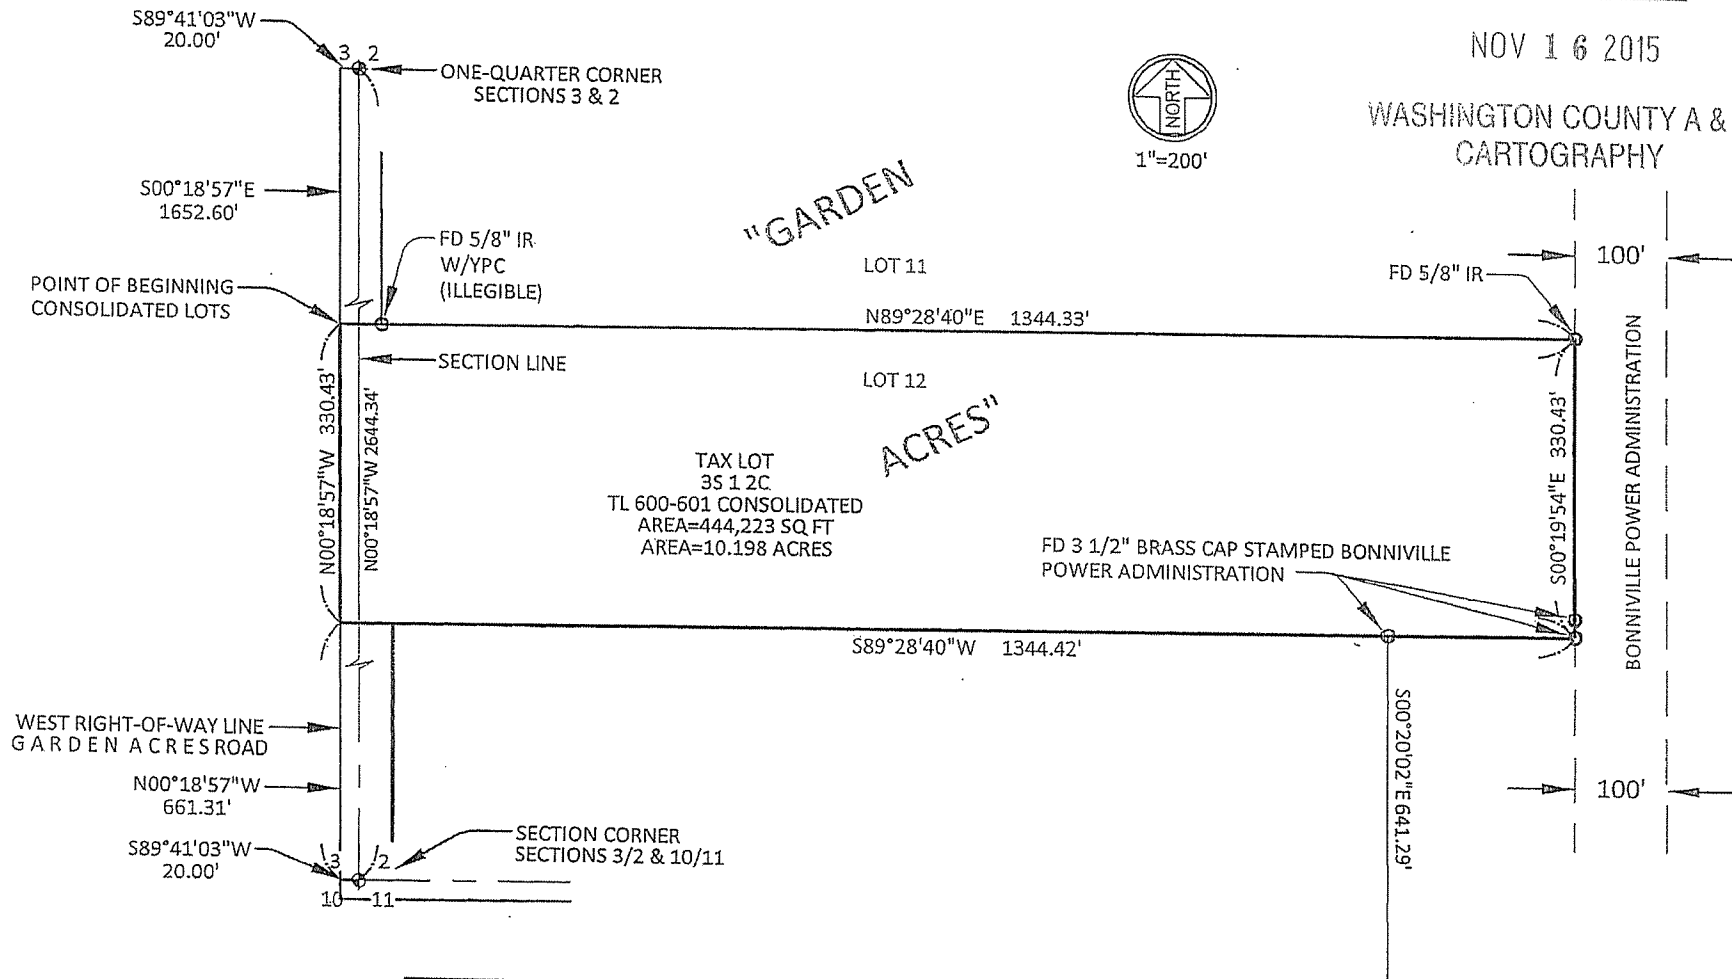 S89°41'03"W
20.00'
3 2
ONE-QUARTER CORNER
SECTIONS 3 & 2
NORTH
1"=200'
NOV 16 2015
WASHINGTON COUNTY A &
CARTOGRAPHY
S00°18'57"E
1652.60'
"GARDEN
FD 5/8" IR
W/YPC
(ILLEGIBLE)
LOT 11
100'
FD 5/8" IR
POINT OF BEGINNING
CONSOLIDATED LOTS
N89°28'40"E 1344.33'
SECTION LINE
LOT 12
ACRES"
N00°18'57"W 330.43'
N00°18'57"W 2644.34'
TAX LOT
3S 1 2C
TL 600-601 CONSOLIDATED
AREA=444,223 SQ FT
AREA=10.198 ACRES
S00°19'54"E 330.43'
BONNIVILLE POWER ADMINISTRATION
FD 3 1/2" BRASS CAP STAMPED BONNIVILLE
POWER ADMINISTRATION
S89°28'40"W 1344.42'
WEST RIGHT-OF-WAY LINE
GARDEN ACRES ROAD
S00°20'02"E 641.29'
N00°18'57"W
661.31'
100'
S89°41'03"W
20.00'
3 2
SECTION CORNER
SECTIONS 3/2 & 10/11
10 11